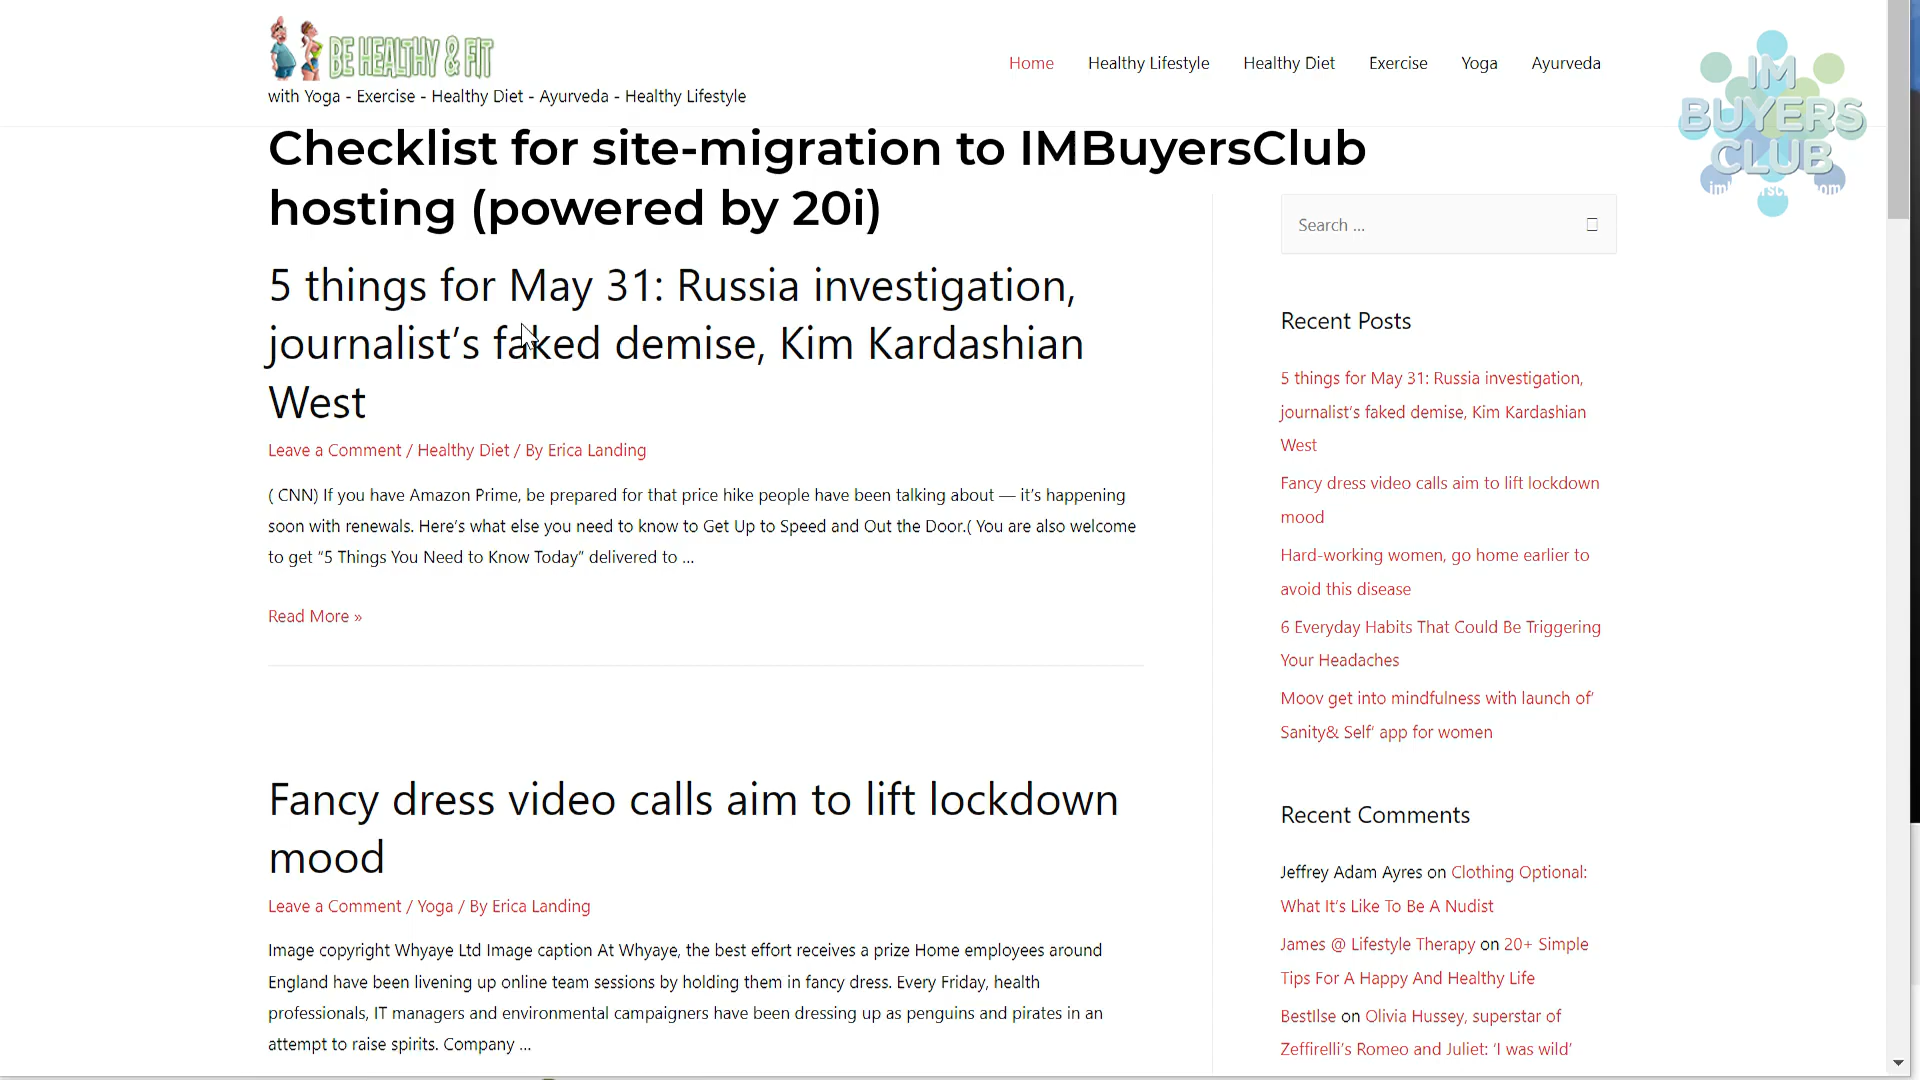 BE HEALTHY & FIT
with Yoga - Exercise - Healthy Diet - Ayurveda - Healthy Lifestyle
Home Healthy Lifestyle Healthy Diet Exercise Yoga Ayurveda
IM
BUYERS
CLUB
Checklist for site-migration to IMBuyersClub
hosting (powered by 20i)
5 things for May 31: Russia investigation,
journalist’s faked demise, Kim Kardashian
West
Leave a Comment / Healthy Diet / By Erica Landing
( CNN) If you have Amazon Prime, be prepared for that price hike people have been talking about — it’s happening
soon with renewals. Here’s what else you need to know to Get Up to Speed and Out the Door.( You are also welcome
to get “5 Things You Need to Know Today” delivered to …
Read More »
Fancy dress video calls aim to lift lockdown
mood
Leave a Comment / Yoga / By Erica Landing
Image copyright Whyaye Ltd Image caption At Whyaye, the best effort receives a prize Home employees around
England have been livening up online team sessions by holding them in fancy dress. Every Friday, health
professionals, IT managers and environmental campaigners have been dressing up as penguins and pirates in an
attempt to raise spirits. Company …
Search ...
Recent Posts
5 things for May 31: Russia investigation,
journalist’s faked demise, Kim Kardashian
West
Fancy dress video calls aim to lift lockdown
mood
Hard-working women, go home earlier to
avoid this disease
6 Everyday Habits That Could Be Triggering
Your Headaches
Moov get into mindfulness with launch of’
Sanity& Self’ app for women
Recent Comments
Jeffrey Adam Ayres on Clothing Optional:
What It’s Like To Be A Nudist
James @ Lifestyle Therapy on 20+ Simple
Tips For A Happy And Healthy Life
BestIlse on Olivia Hussey, superstar of
Zeffirelli’s Romeo and Juliet: ‘I was wild’